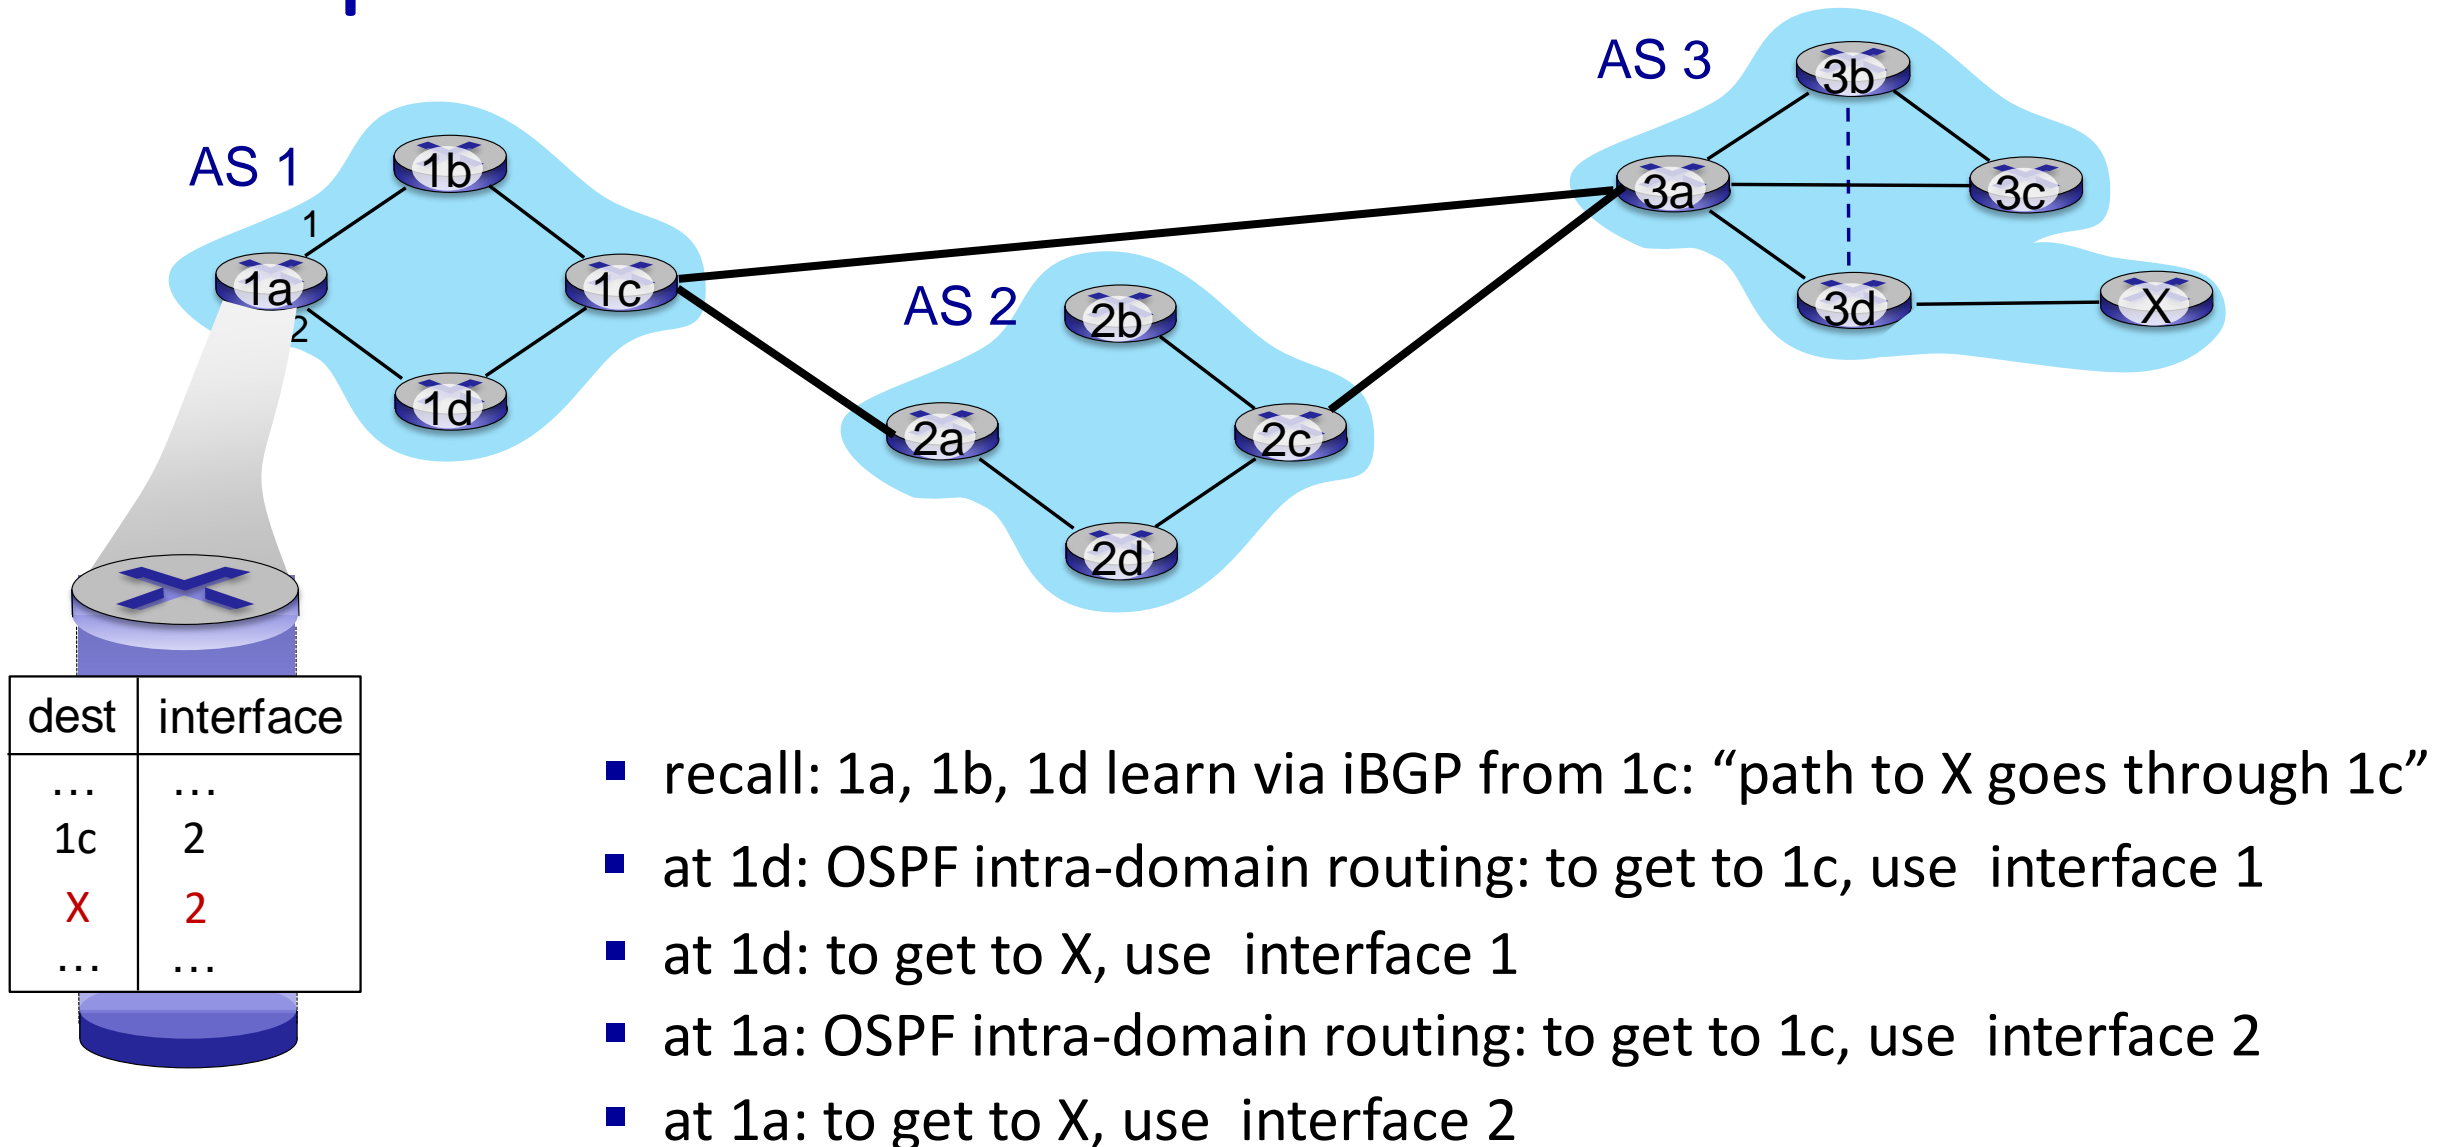 AS 3
3b
AS 1
1b
3a
3c
1
1a
1c
2
AS 2
2b
3d
X
1d
2a
2c
2d
dest interface
... ...
1c 2
X 2
... ...
recall: 1a, 1b, 1d learn via iBGP from 1c: “path to X goes through 1c”
at 1d: OSPF intra-domain routing: to get to 1c, use interface 1
at 1d: to get to X, use interface 1
at 1a: OSPF intra-domain routing: to get to 1c, use interface 2
at 1a: to get to X, use interface 2